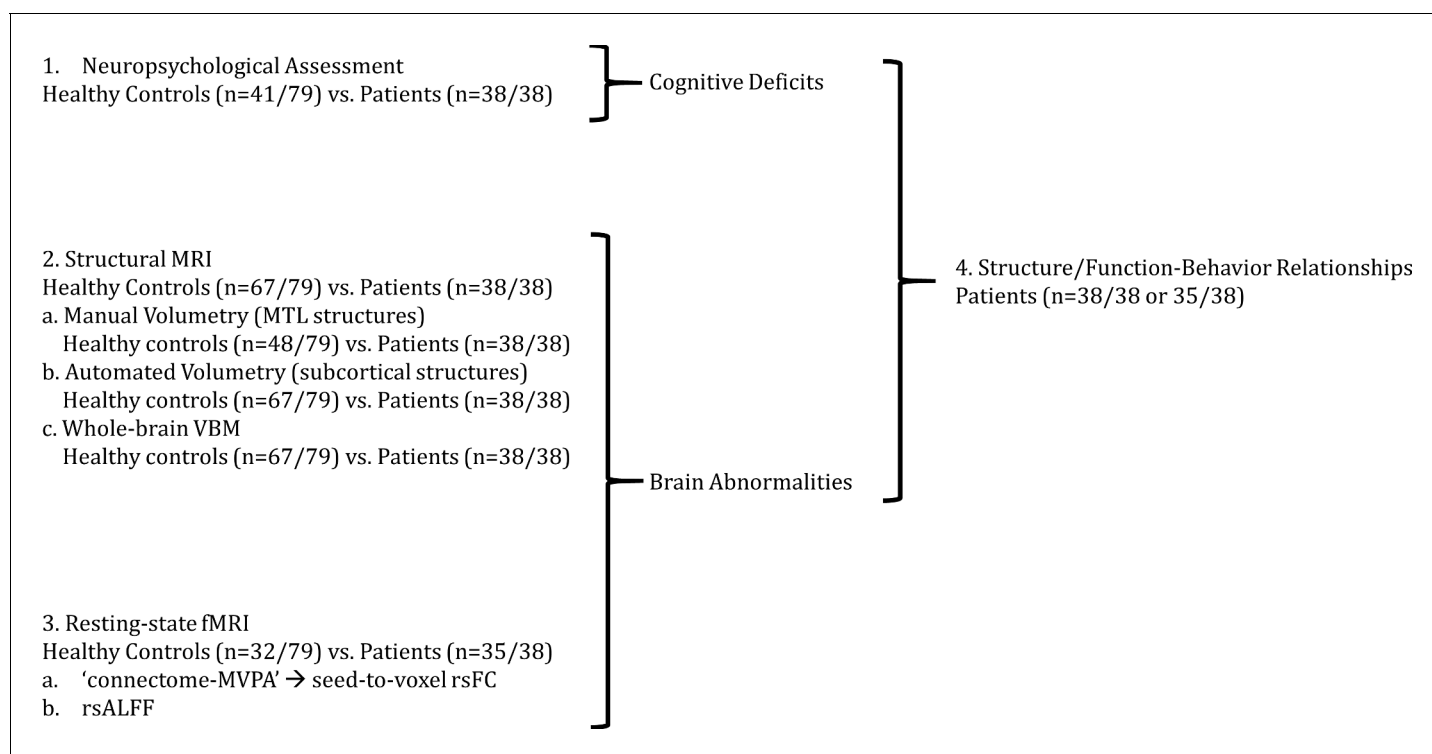 1. Neuropsychological Assessment
Healthy Controls (n=41/79) vs. Patients (n=38/38)
Cognitive Deficits
2. Structural MRI
Healthy Controls (n=67/79) vs. Patients (n=38/38)
a. Manual Volumetry (MTL structures)
Healthy controls (n=48/79) vs. Patients (n=38/38)
b. Automated Volumetry (subcortical structures)
Healthy controls (n=67/79) vs. Patients (n=38/38)
c. Whole-brain VBM
Healthy controls (n=67/79) vs. Patients (n=38/38)
3. Resting-state fMRI
Healthy Controls (n=32/79) vs. Patients (n=35/38)
a. ‘connectome-MVPA’ → seed-to-voxel rsFC
b. rsALFF
Brain Abnormalities
4. Structure/Function-Behavior Relationships
Patients (n=38/38 or 35/38)